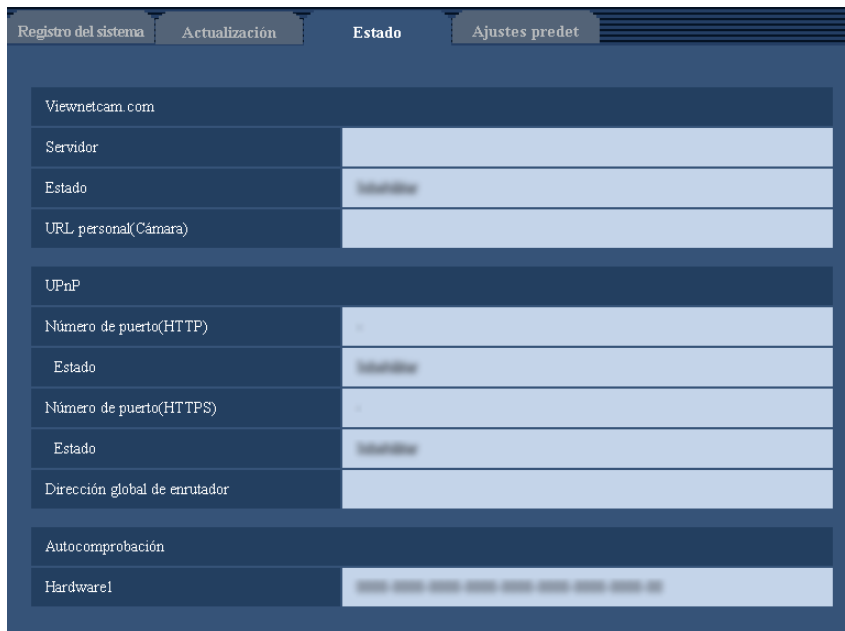 Registro del sistema Actualización Estado Ajustes predet
Viewnetcam.com
Servidor
Estado
URL personal(Cámara)
UPnP
Número de puerto(HTTP)
Estado
Número de puerto(HTTPS)
Estado
Dirección global de enrutador
Autocomprobación
Hardware1